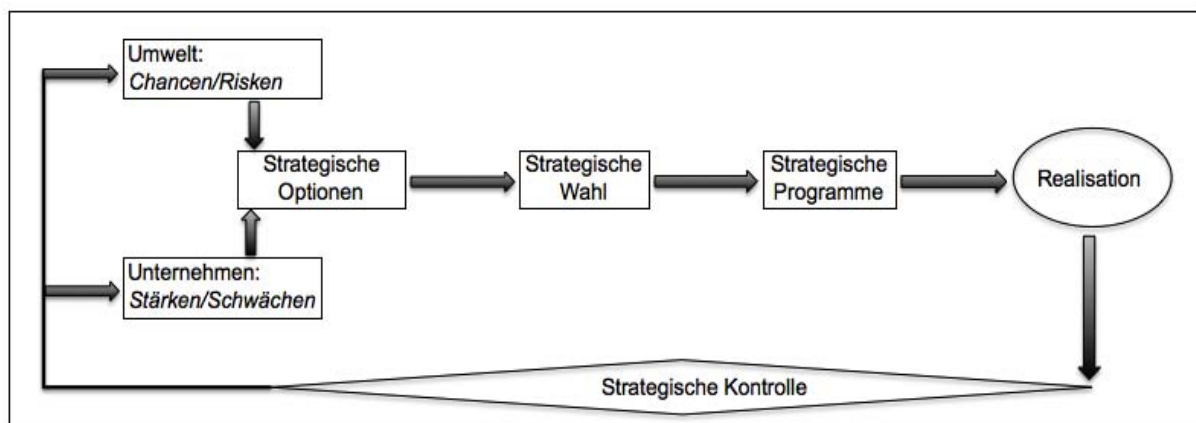 Umwelt:
Chancen/Risken
Strategische
Optionen
Strategische
Wahl
Strategische
Programme
Realisation
Unternehmen:
Stärken/Schwächen
Strategische Kontrolle